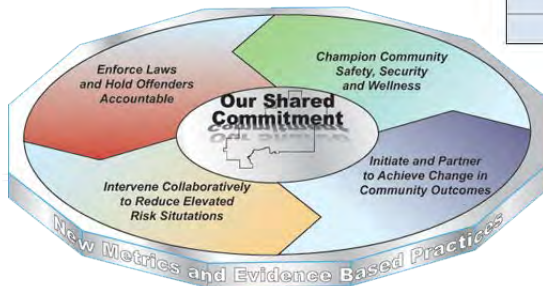 Enforce Laws
and Hold Offenders
Accountable
Champion Community
Safety, Security
and Wellness
Our Shared
Commitment
Intervene Collaboratively
to Reduce Elevated
Risk Situtations
Initiate and Partner
to Achieve Change in
Community Outcomes
New Metrics and Evidence Based Practices